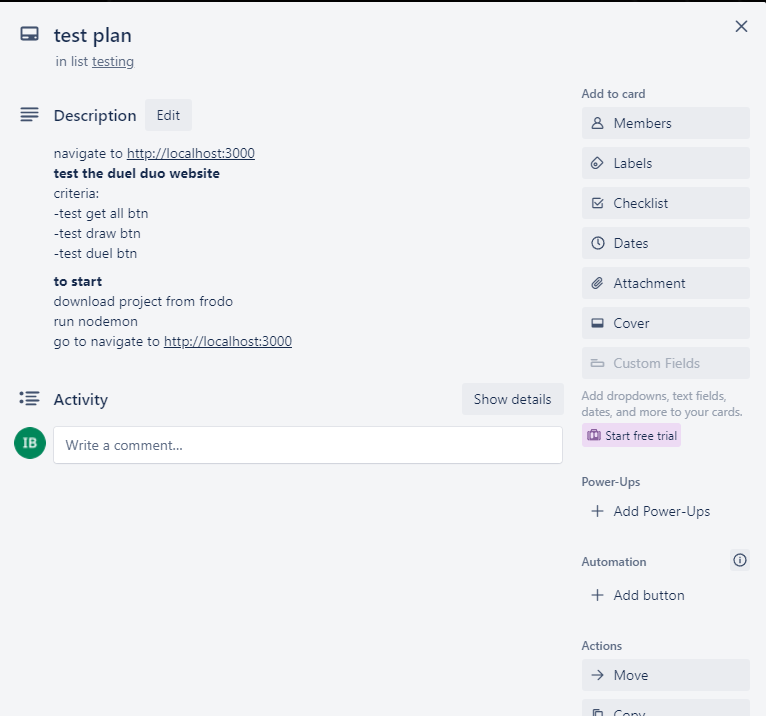 test plan
in list testing
Description
Edit
navigate to http://localhost:3000
test the duel duo website
criteria:
-test get all btn
-test draw btn
-test duel btn
to start
download project from frodo
run nodemon
go to navigate to http://localhost:3000
Activity
Show details
IB
Write a comment...
Add to card
Members
Labels
Checklist
Dates
Attachment
Cover
Custom Fields
Add dropdowns, text fields,
dates, and more to your cards.
Start free trial
Power-Ups
Add Power-Ups
Automation
Add button
Actions
Move
Copy